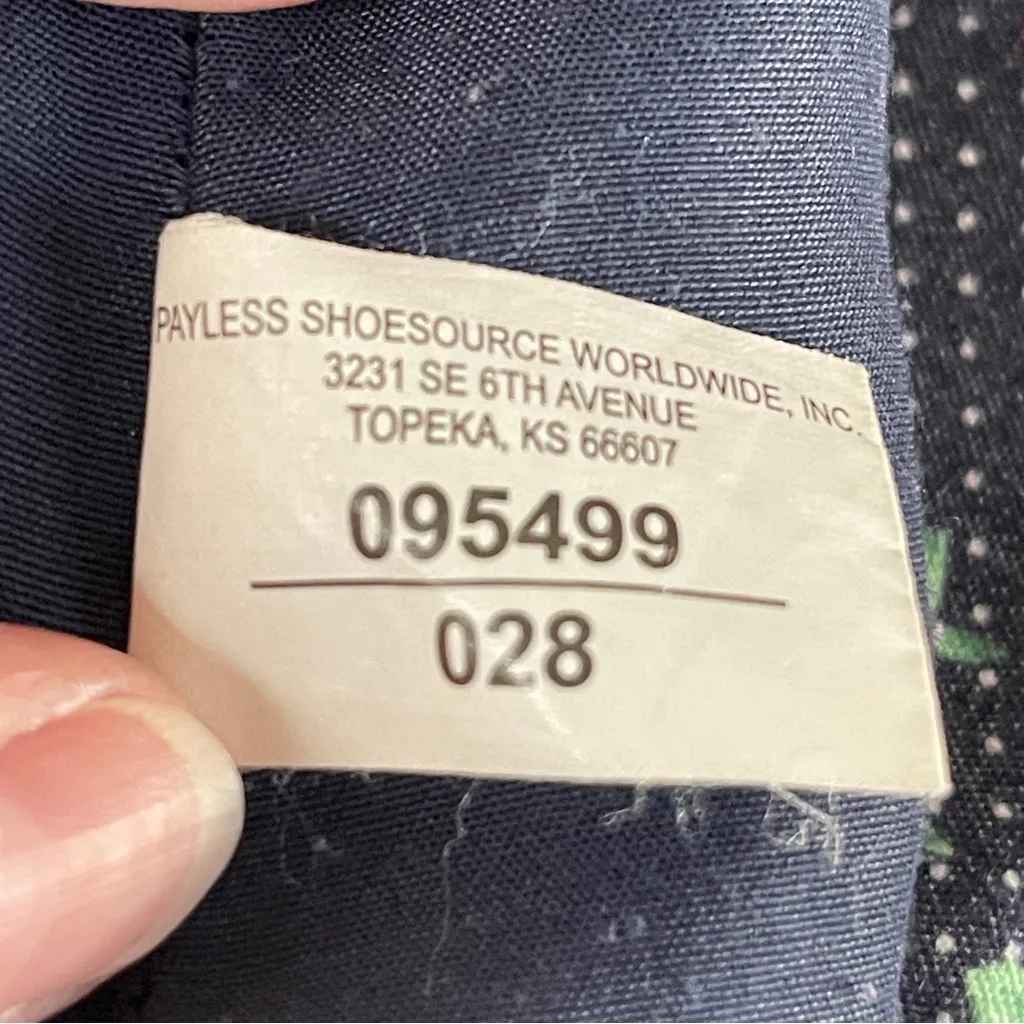 PAYLESS SHOESOURCE WORLDWIDE, INC.
3231 SE 6TH AVENUE
TOPEKA, KS 66607
095499
028